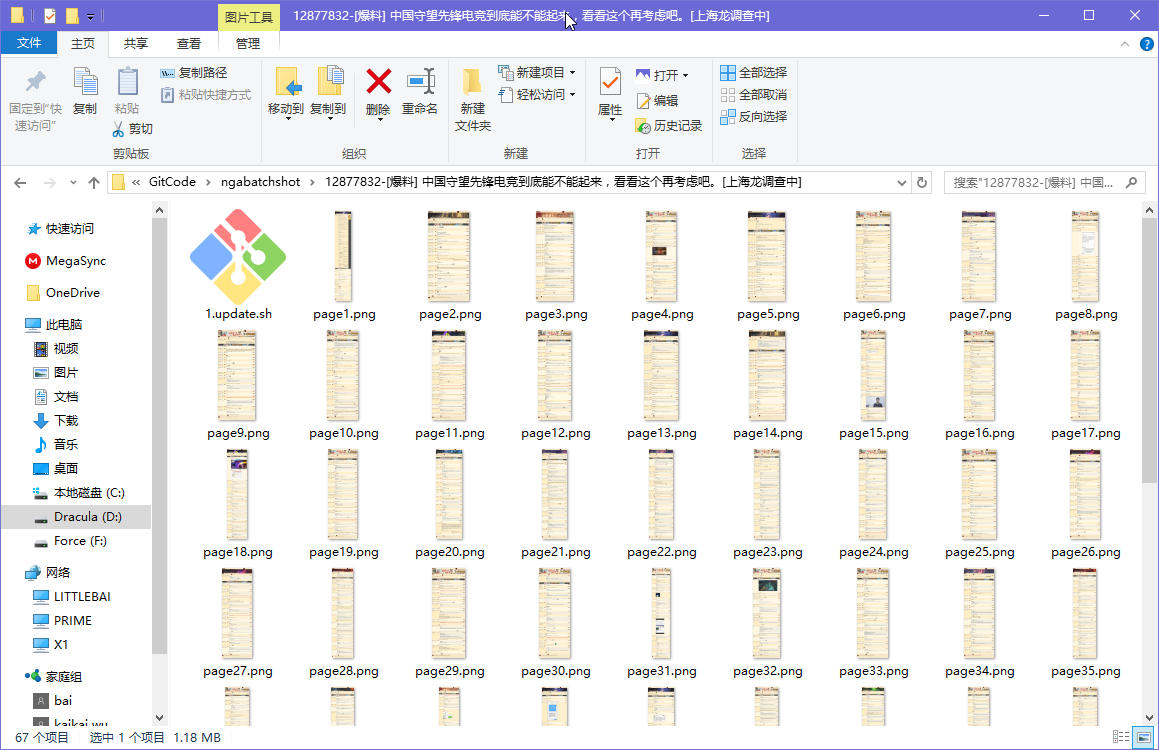 图片工具
12877832-[爆料] 中国守望先锋电竞到底能不能起来，看看这个再考虑吧。[上海龙调查中]
文件 主页 共享 查看 管理
固定到"快速访问"
复制
粘贴
剪切
复制路径
粘贴快捷方式
剪贴板
移动到
复制到
删除
重命名
组织
新建文件夹
新建项目
轻松访问
新建
属性
打开
编辑
历史记录
打开
全部选择
全部取消
反向选择
选择
« GitCode › ngabatchshot › 12877832-[爆料] 中国守望先锋电竞到底能不能起来，看看这个再考虑吧。[上海龙调查中]
搜索"12877832-[爆料] 中国...
快速访问
MegaSync
OneDrive
此电脑
视频
图片
文档
下载
音乐
桌面
本地磁盘 (C:)
Dracula (D:)
Force (F:)
网络
LITTLEBAI
PRIME
X1
家庭组
bai
kaikai wu
1.update.sh page1.png page2.png page3.png page4.png page5.png page6.png page7.png page8.png
page9.png page10.png page11.png page12.png page13.png page14.png page15.png page16.png page17.png
page18.png page19.png page20.png page21.png page22.png page23.png page24.png page25.png page26.png
page27.png page28.png page29.png page30.png page31.png page32.png page33.png page34.png page35.png
67 个项目 选中 1 个项目 1.18 MB